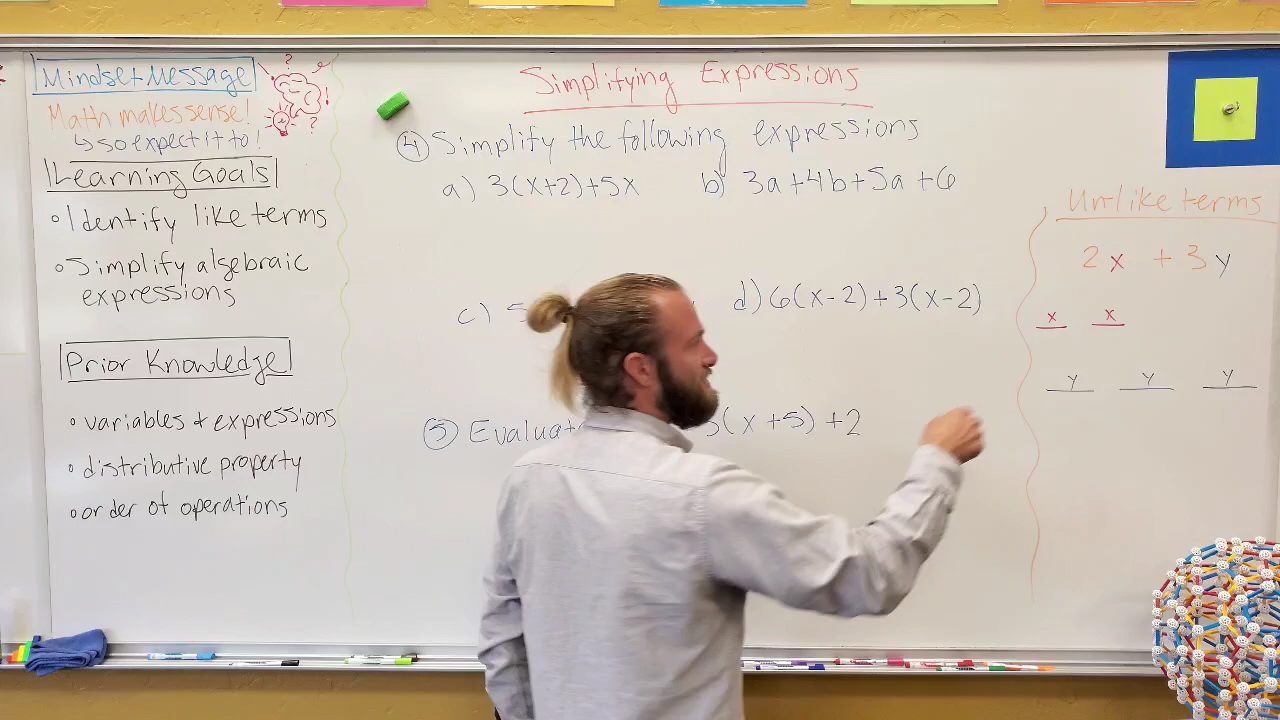 Mindset Message
Math makes sense!
↳ so expect it to!
Learning Goals
◦ Identify like terms
◦ Simplify algebraic
expressions
Prior Knowledge
◦ variables + expressions
◦ distributive property
◦ order of operations
Simplifying Expressions
④ Simplify the following expressions
a) 3(x+2)+5x b) 3a+4b+5a+6
c) 5 d) 6(x-2)+3(x-2)
⑤ Evaluat 3(x+5)+2
Unlike terms
2x + 3y
x x
y y y